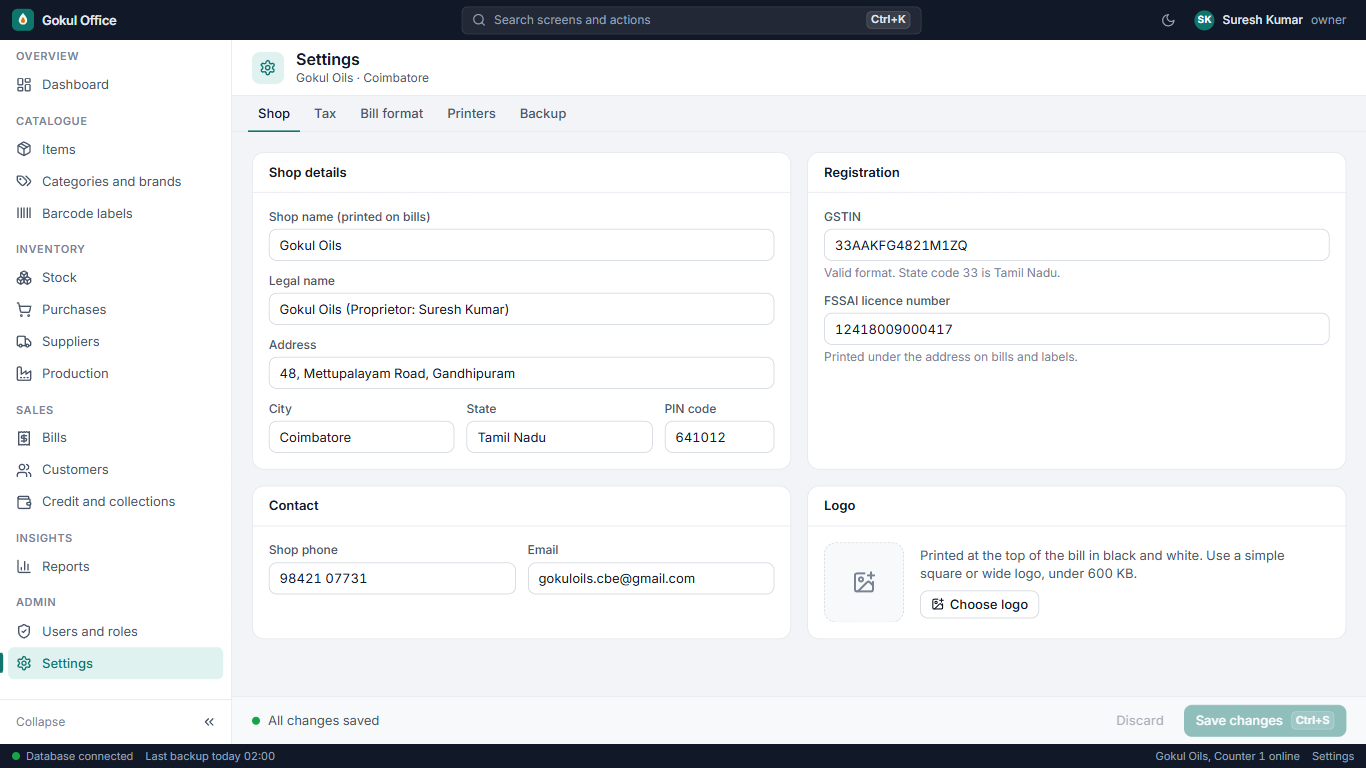 Gokul Office
Search screens and actions Ctrl+K
SK Suresh Kumar owner
OVERVIEW
Dashboard
CATALOGUE
Items
Categories and brands
Barcode labels
INVENTORY
Stock
Purchases
Suppliers
Production
SALES
Bills
Customers
Credit and collections
INSIGHTS
Reports
ADMIN
Users and roles
Settings
Collapse
Settings
Gokul Oils · Coimbatore
Shop Tax Bill format Printers Backup
Shop details
Shop name (printed on bills)
Gokul Oils
Legal name
Gokul Oils (Proprietor: Suresh Kumar)
Address
48, Mettupalayam Road, Gandhipuram
City State PIN code
Coimbatore Tamil Nadu 641012
Registration
GSTIN
33AAKFG4821M1ZQ
Valid format. State code 33 is Tamil Nadu.
FSSAI licence number
12418009000417
Printed under the address on bills and labels.
Contact
Shop phone Email
98421 07731 gokuloils.cbe@gmail.com
Logo
Printed at the top of the bill in black and white. Use a simple
square or wide logo, under 600 KB.
Choose logo
All changes saved
Discard Save changes Ctrl+S
Database connected Last backup today 02:00
Gokul Oils, Counter 1 online Settings